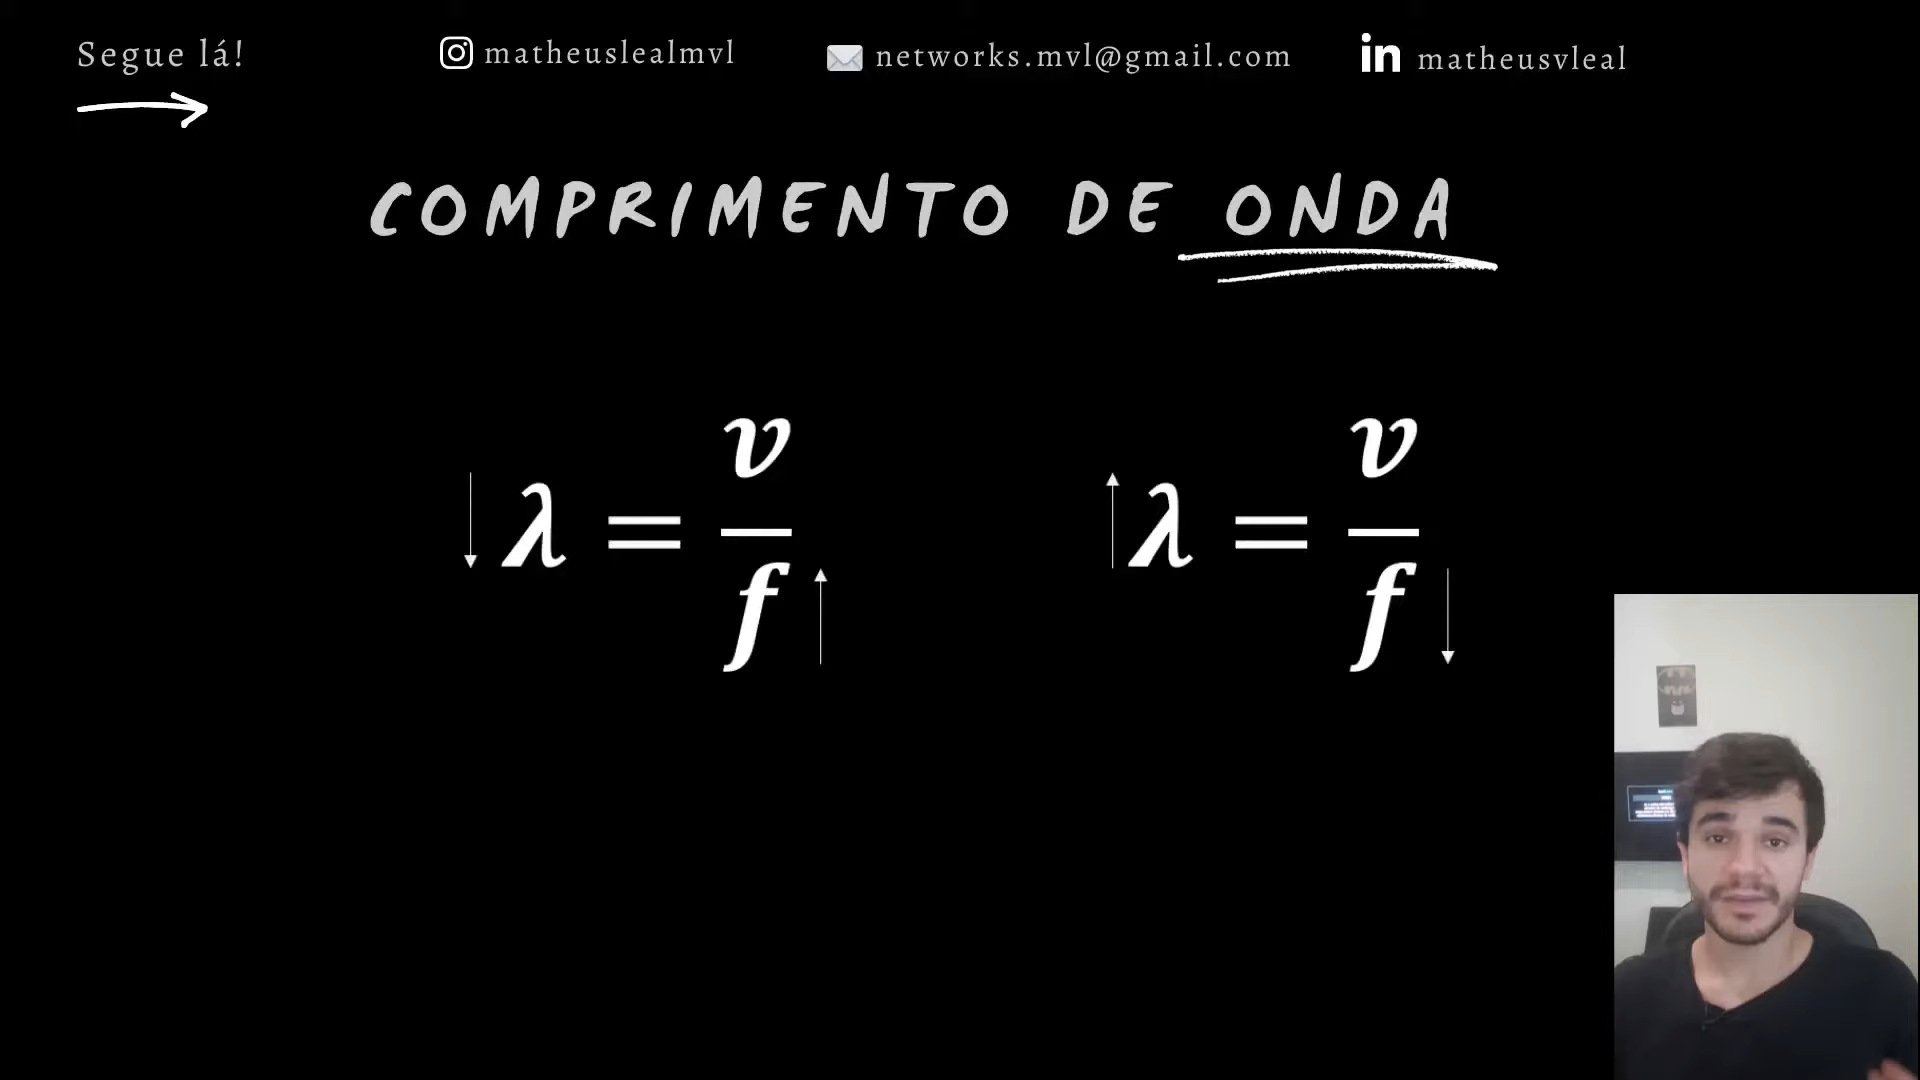 Segue lá!
matheuslealmvl
networks.mvl@gmail.com
in matheusvleal
COMPRIMENTO DE ONDA
↓ λ = v / f ↑
↑ λ = v / f ↓